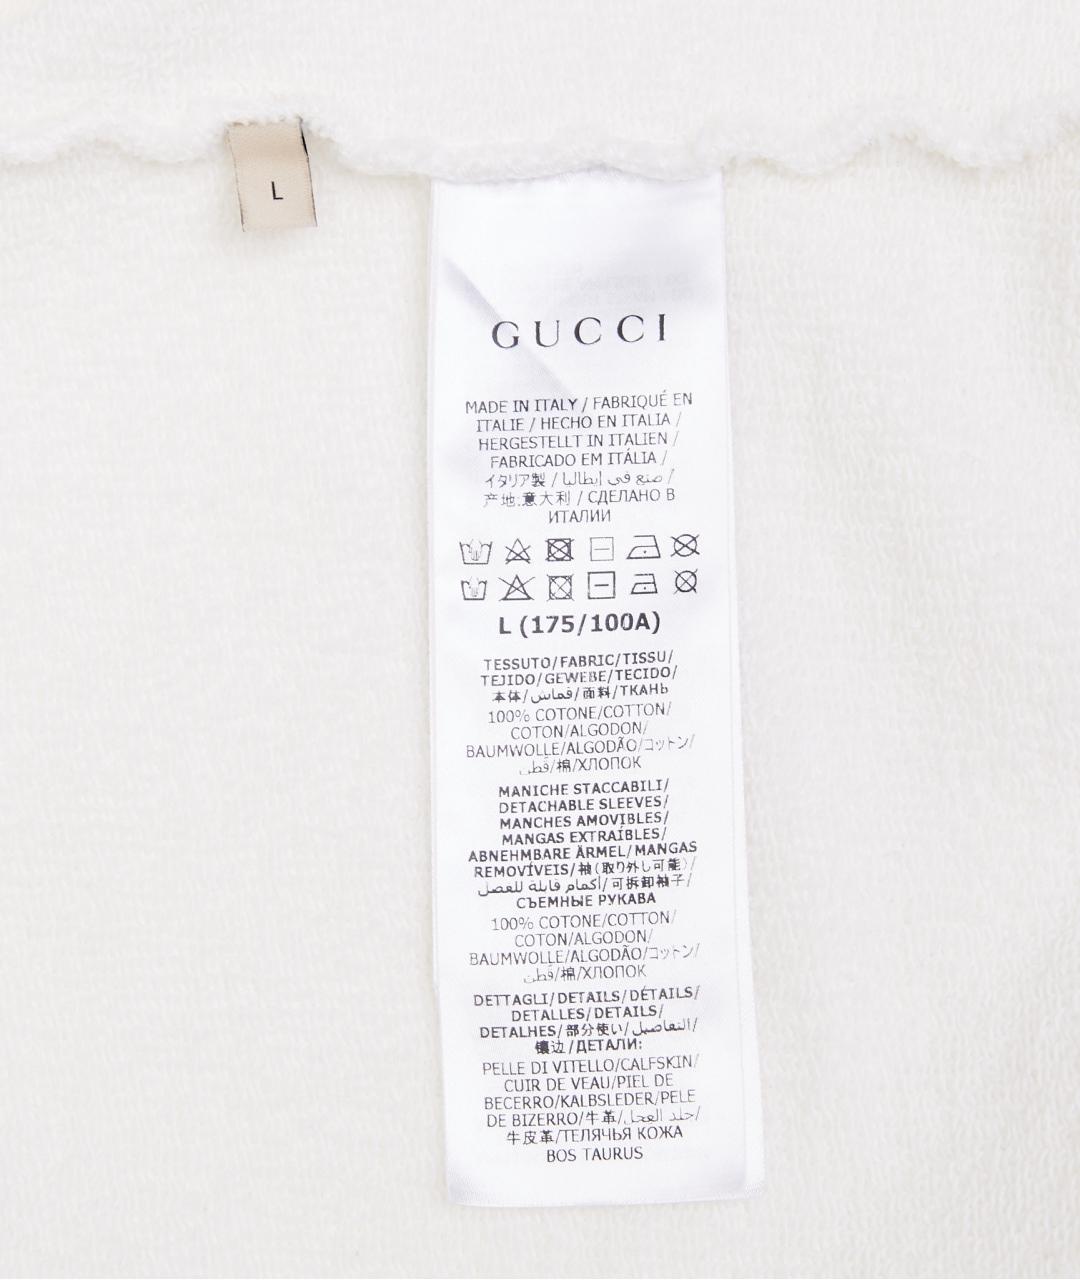 L
GUCCI
MADE IN ITALY / FABRIQUÉ EN
ITALIE / HECHO EN ITALIA /
HERGESTELLT IN ITALIEN /
FABRICADO EM ITÁLIA /
イタリア製 / صنع في إيطاليا /
产地:意大利 / СДЕЛАНО В
ИТАЛИИ
L (175/100A)
TESSUTO/FABRIC/TISSU/
TEJIDO/GEWEBE/TECIDO/
本体/قماش/面料/ТКАНЬ
100% COTONE/COTTON/
COTON/ALGODON/
BAUMWOLLE/ALGODÃO/コットン/
قطن/棉/ХЛОПОК
MANICHE STACCABILI/
DETACHABLE SLEEVES/
MANCHES AMOVIBLES/
MANGAS EXTRAÍBLES/
ABNEHMBARE ÄRMEL/MANGAS
REMOVÍVEIS/袖(取り外し可能)/
أكمام قابلة للفصل/可拆卸袖子/
СЪЕМНЫЕ РУКАВА
100% COTONE/COTTON/
COTON/ALGODON/
BAUMWOLLE/ALGODÃO/コットン/
قطن/棉/ХЛОПОК
DETTAGLI/DETAILS/DÉTAILS/
DETALLES/DETAILS/
DETALHES/部分使い/التفاصيل/
镶边/ДЕТАЛИ:
PELLE DI VITELLO/CALFSKIN/
CUIR DE VEAU/PIEL DE
BECERRO/KALBSLEDER/PELE
DE BIZERRO/牛革/جلد العجل/
牛皮革/ТЕЛЯЧЬЯ КОЖА
BOS TAURUS